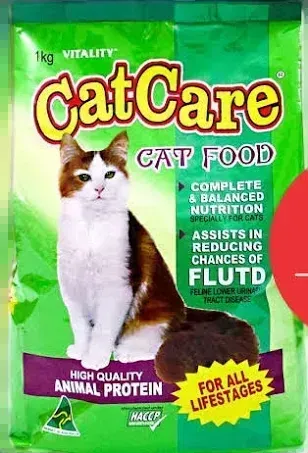 1kg VITALITY™
CatCare®
CAT FOOD
COMPLETE
& BALANCED
NUTRITION
SPECIALLY FOR CATS
ASSISTS IN
REDUCING
CHANCES OF
FLUTD
FELINE LOWER URINARY
TRACT DISEASE
HIGH QUALITY
ANIMAL PROTEIN
FOR ALL
LIFESTAGES
HACCP